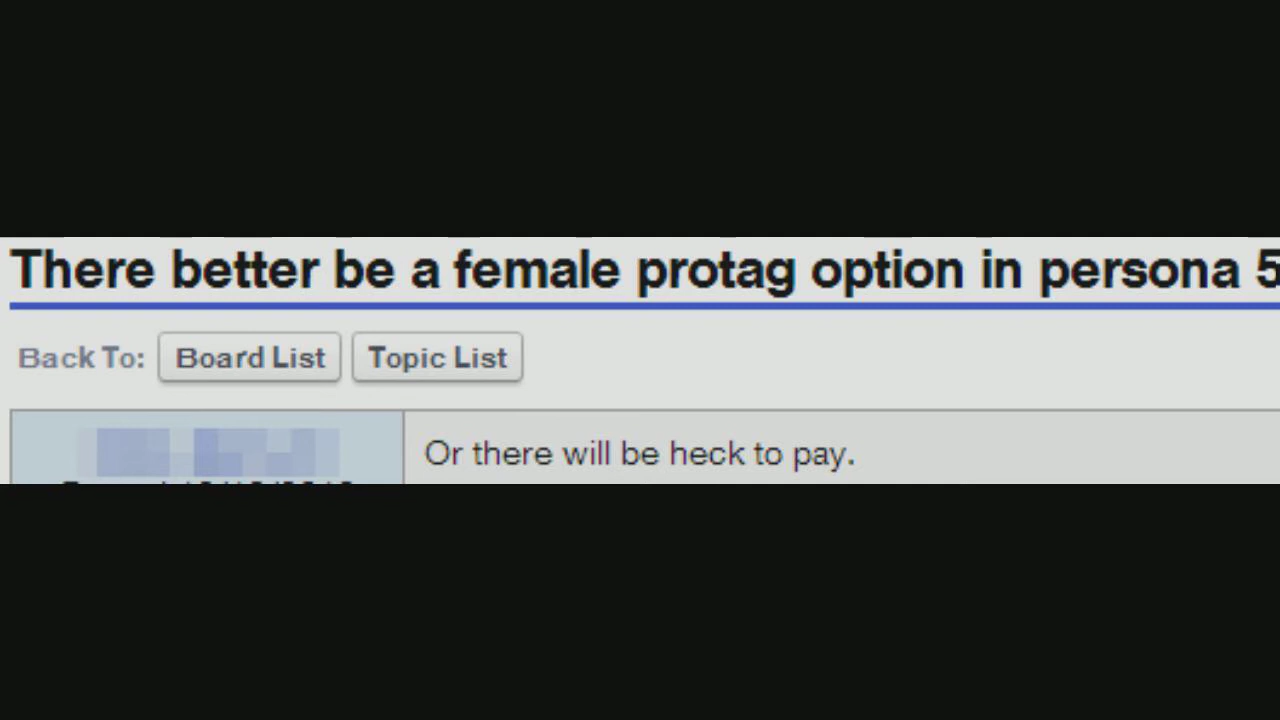 There better be a female protag option in persona 5
Back To: Board List Topic List
Or there will be heck to pay.